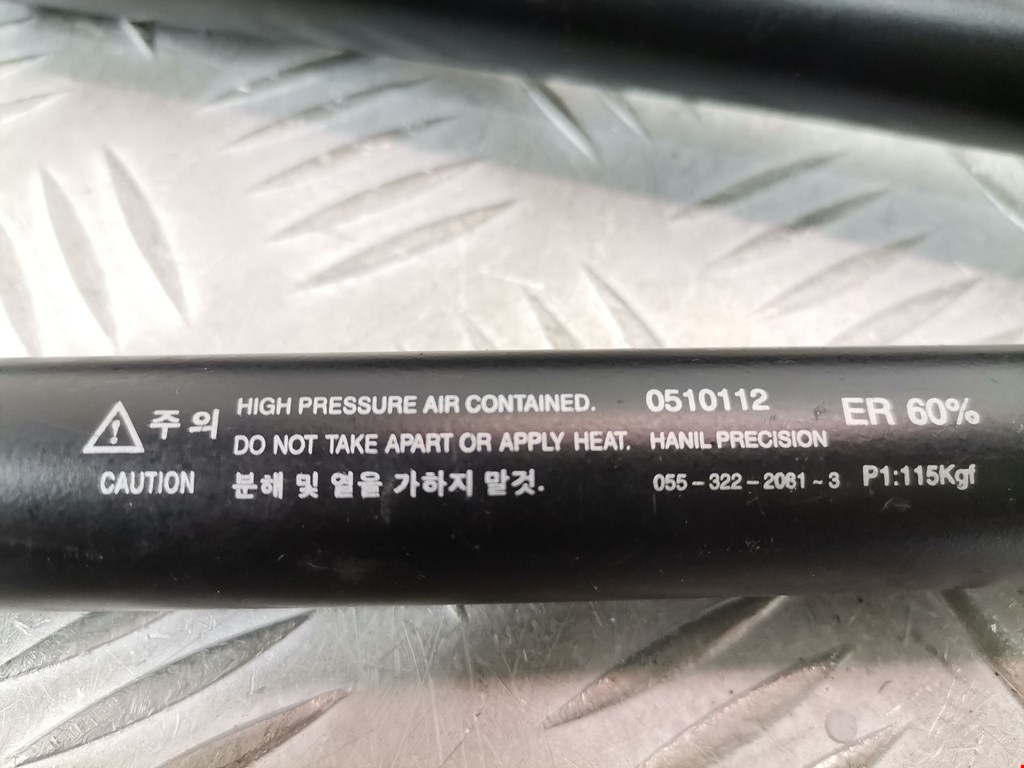 주의
CAUTION
HIGH PRESSURE AIR CONTAINED.
DO NOT TAKE APART OR APPLY HEAT.
분해 및 열을 가하지 말것.
0510112
HANIL PRECISION
055-322-2061~3
ER 60%
P1:115Kgf